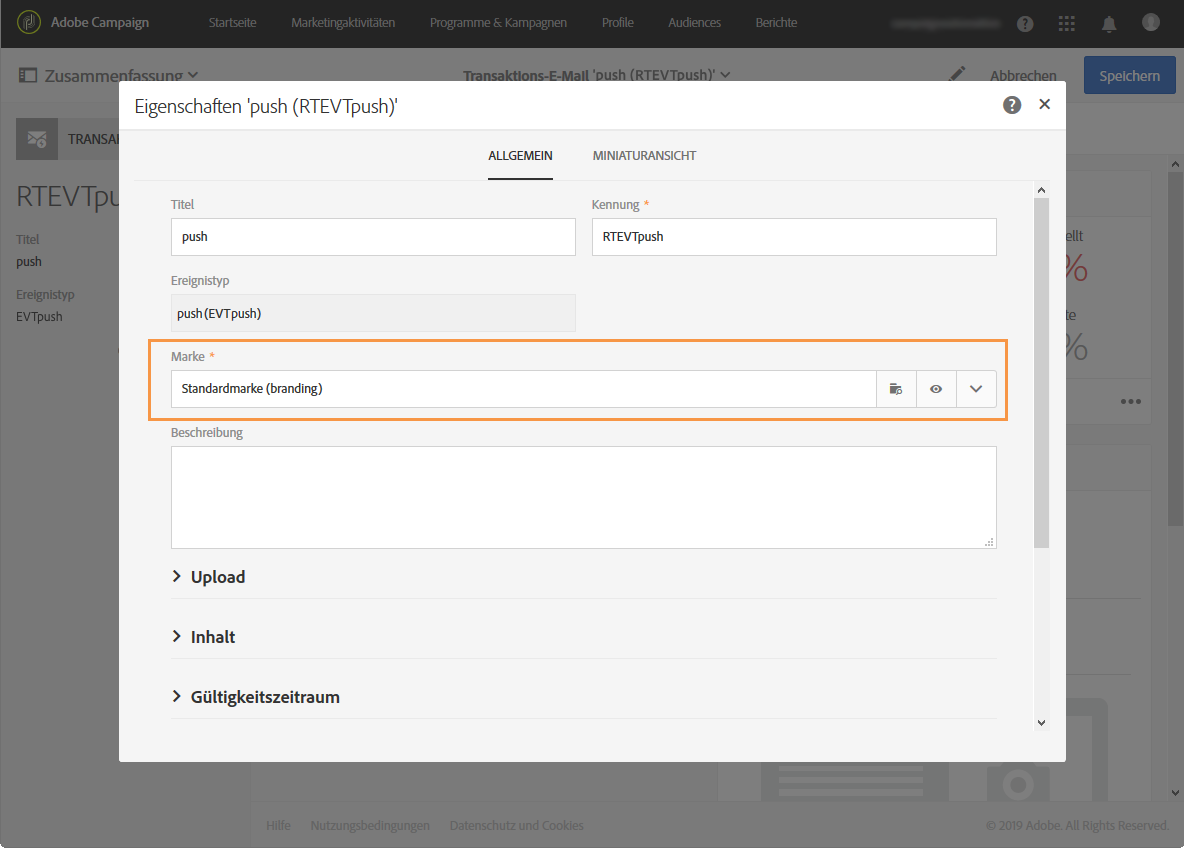 Adobe Campaign
Startseite Marketingaktivitäten Programme & Kampagnen Profile Audiences Berichte
Zusammenfassung
Transaktions-E-Mail 'push (RTEVTpush)'
Abbrechen
Speichern
Eigenschaften 'push (RTEVTpush)'
ALLGEMEIN MINIATURANSICHT
Titel
push
Kennung *
RTEVTpush
Ereignistyp
push (EVTpush)
Marke *
Standardmarke (branding)
Beschreibung
Upload
Inhalt
Gültigkeitszeitraum
TRANSA
RTEVTpu
Titel
push
Ereignistyp
EVTpush
ellt
%
te
%
Hilfe Nutzungsbedingungen Datenschutz und Cookies
© 2019 Adobe. All Rights Reserved.